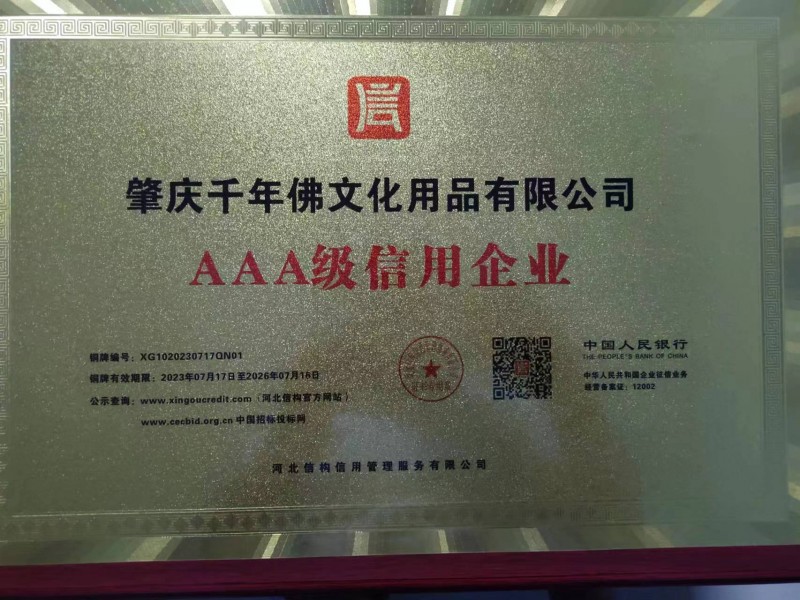 信
肇庆千年佛文化用品有限公司
AAA级信用企业
铜牌编号：XG1020230717QN01
铜牌有效期限：2023年07月17日至2026年07月16日
公示查询：www.xingoucredit.com（河北信构官方网站）
www.cecbid.org.cn 中国招标投标网
中国人民银行
THE PEOPLE'S BANK OF CHINA
中华人民共和国企业征信业务
经营备案证：12002
河北信构信用管理服务有限公司